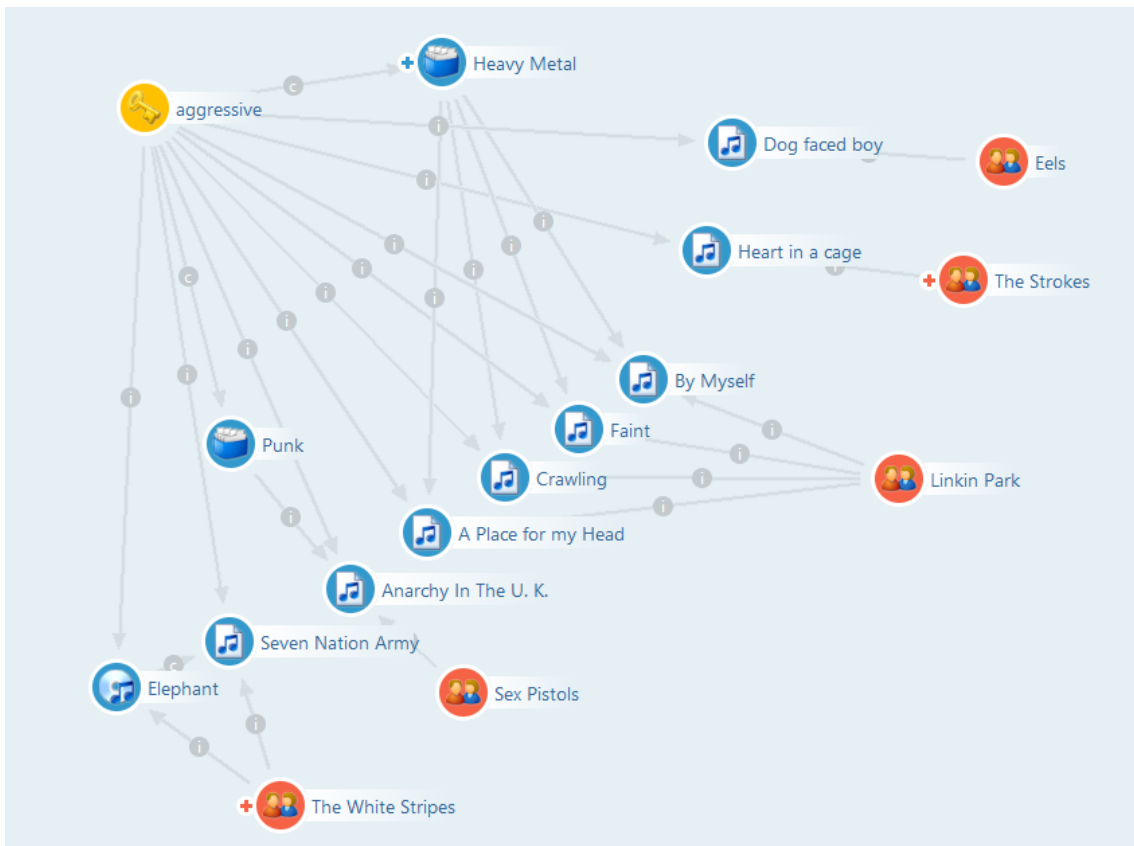 Heavy Metal
c
aggressive
i
Dog faced boy
Eels
i
i
i
i
i
Heart in a cage
i
The Strokes
i
i
c
i
i
i
i
i
By Myself
i
i
Punk
Faint
i
i
Crawling
i
Linkin Park
i
i
A Place for my Head
Anarchy In The U. K.
Seven Nation Army
c
Elephant
Sex Pistols
i
i
The White Stripes